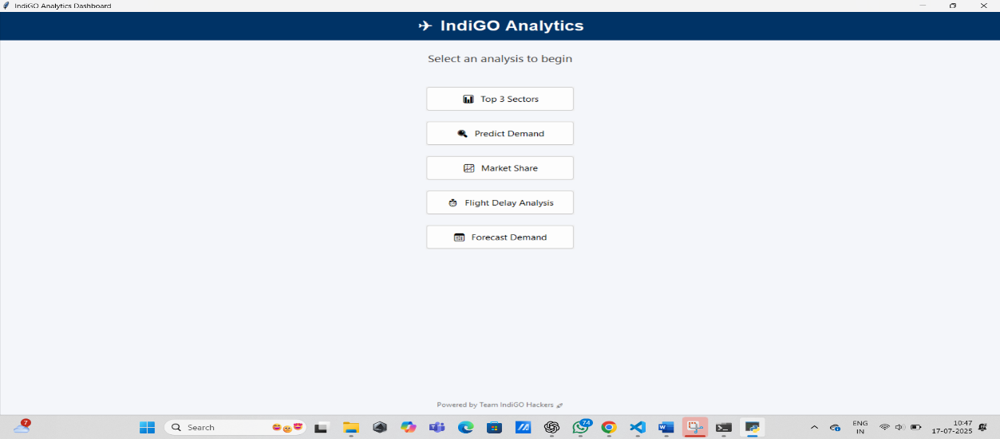 IndiGO Analytics Dashboard
IndiGO Analytics
Select an analysis to begin
Top 3 Sectors
Predict Demand
Market Share
Flight Delay Analysis
Forecast Demand
Powered by Team IndiGO Hackers
7
Search
74
ENG
IN
10:47
17-07-2025